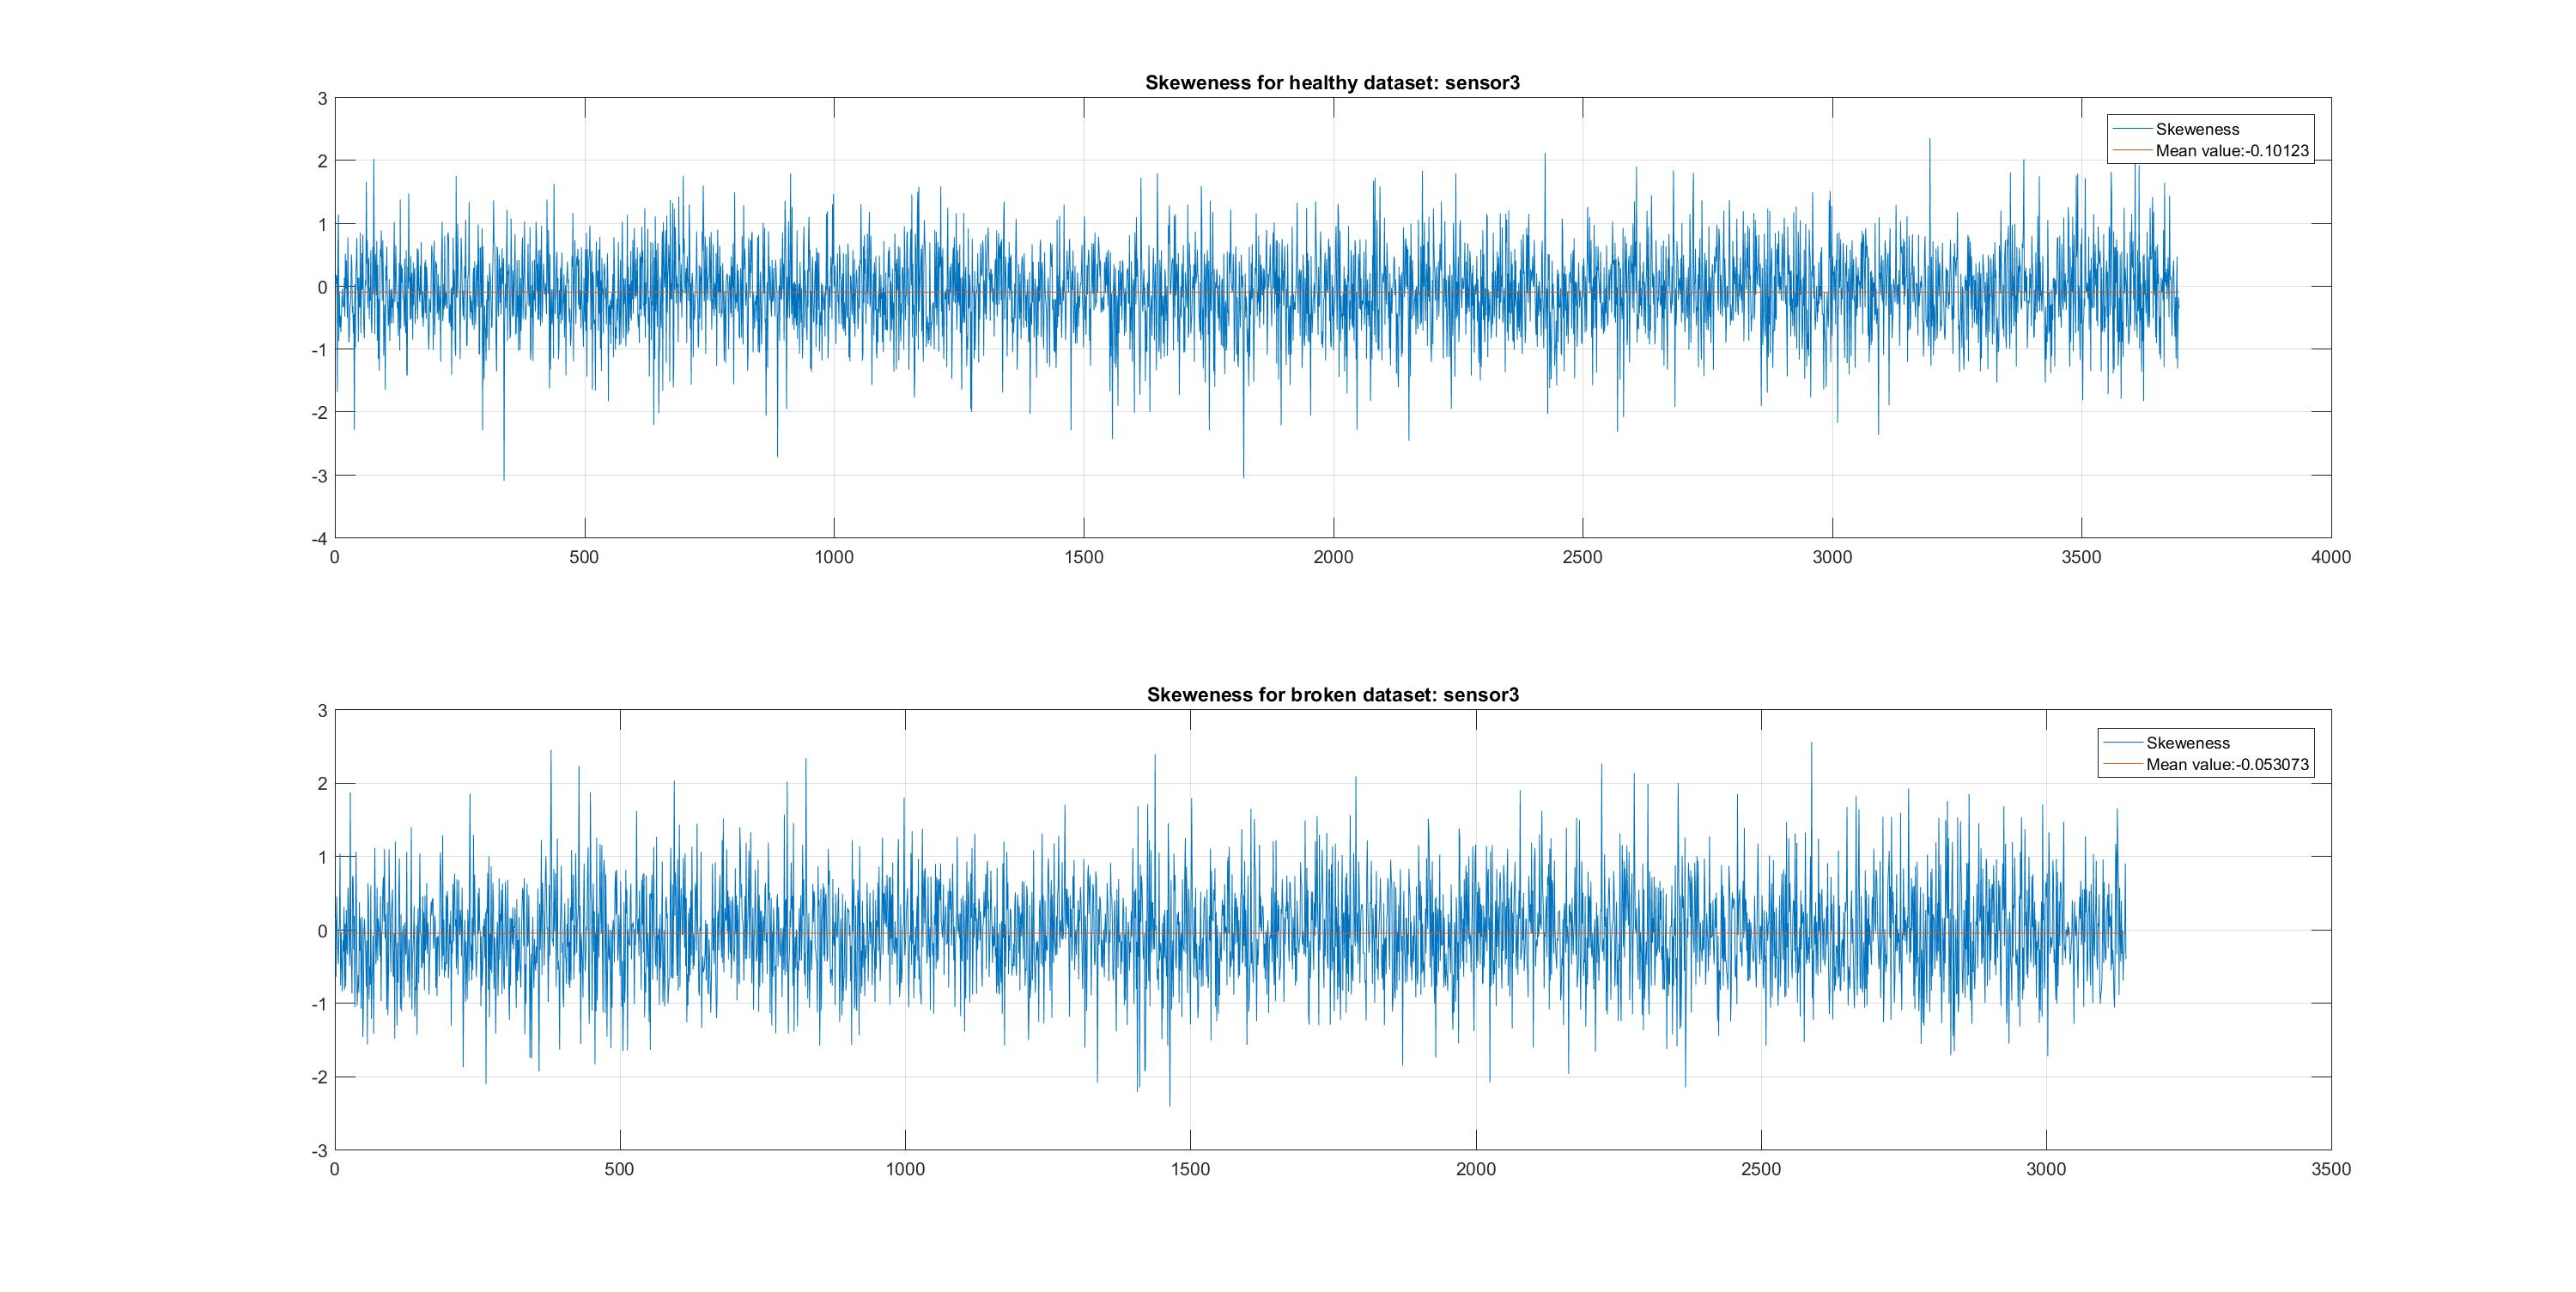 Skeweness for healthy dataset: sensor3
3
2
1
0
-1
-2
-3
-4
Skeweness
Mean value:-0.10123
0 500 1000 1500 2000 2500 3000 3500 4000
Skeweness for broken dataset: sensor3
3
2
1
0
-1
-2
-3
Skeweness
Mean value:-0.053073
0 500 1000 1500 2000 2500 3000 3500